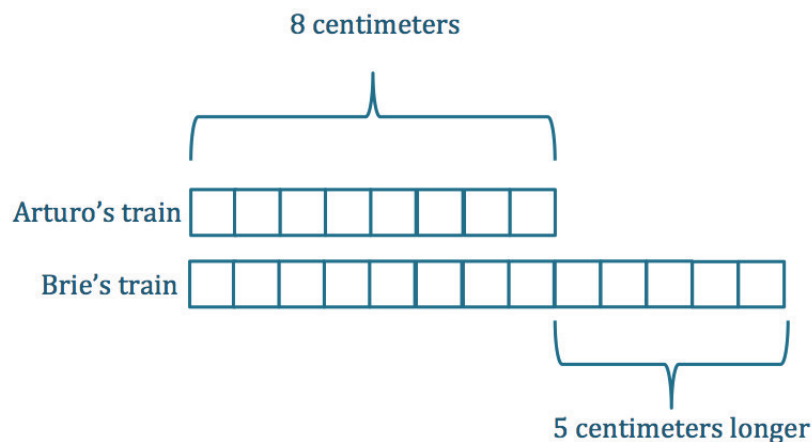 8 centimeters
Arturo’s train
Brie’s train
5 centimeters longer